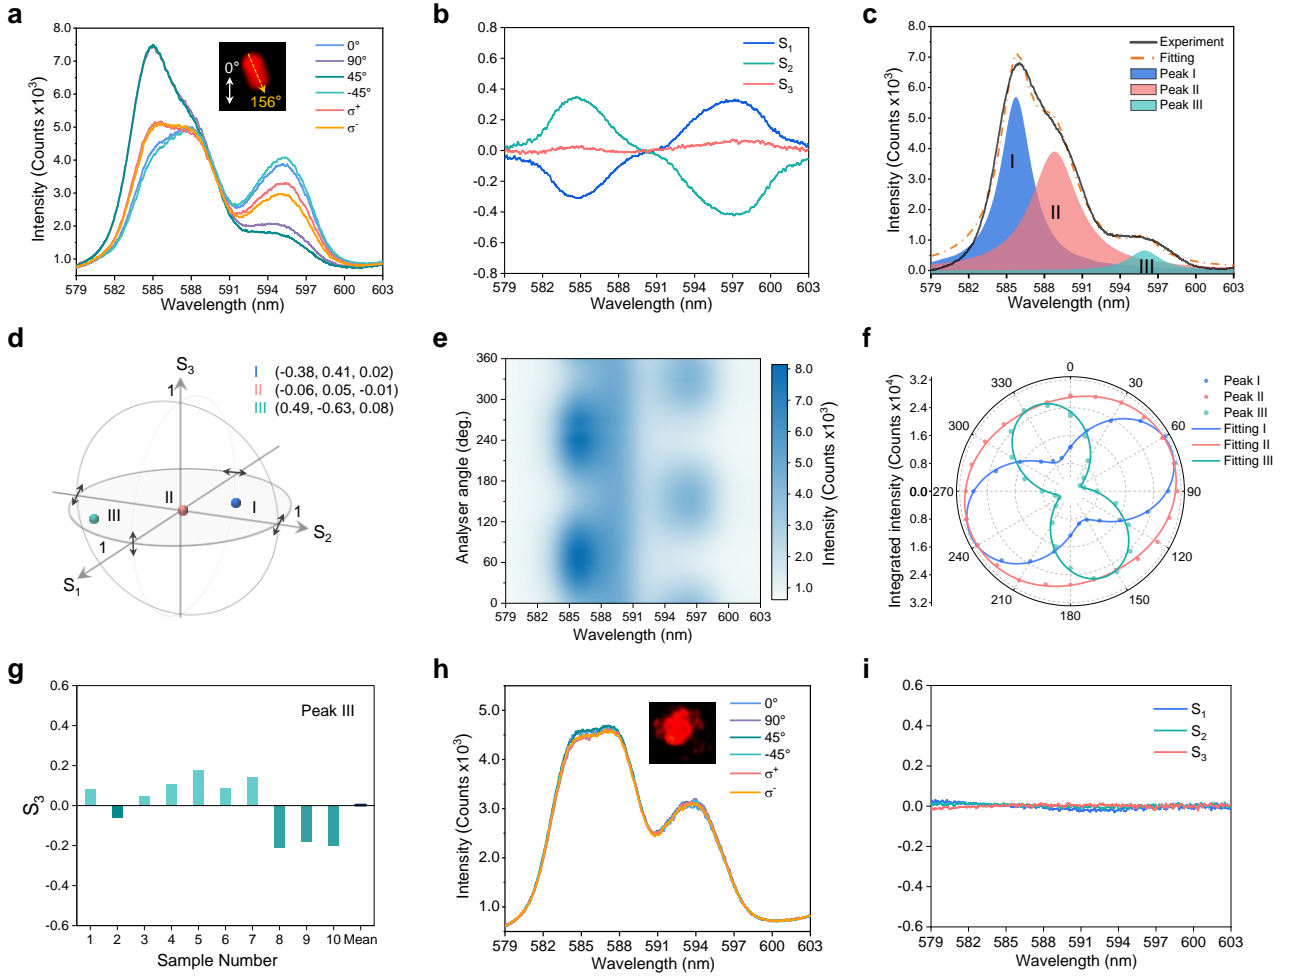 a
8.0
7.0
6.0
5.0
4.0
3.0
2.0
1.0
Intensity (Counts x10³)
0°
90°
45°
-45°
σ⁺
σ⁻
0°
156°
579 582 585 588 591 594 597 600 603
Wavelength (nm)
b
0.8
0.6
0.4
0.2
0.0
-0.2
-0.4
-0.6
-0.8
S₁
S₂
S₃
579 582 585 588 591 594 597 600 603
Wavelength (nm)
c
8.0
7.0
6.0
5.0
4.0
3.0
2.0
1.0
0.0
Intensity (Counts x10³)
Experiment
Fitting
Peak I
Peak II
Peak III
I
II
III
579 582 585 588 591 594 597 600 603
Wavelength (nm)
d
S₃
1
I (-0.38, 0.41, 0.02)
II (-0.06, 0.05, -0.01)
III (0.49, -0.63, 0.08)
II
I
III
1
S₂
1
S₁
e
360
300
240
180
120
60
0
Analyser angle (deg.)
579 582 585 588 591 594 597 600 603
Wavelength (nm)
8.0
7.0
6.0
5.0
4.0
3.0
2.0
1.0
Intensity (Counts x10³)
f
3.2
2.4
1.6
0.8
0.0
0.8
1.6
2.4
3.2
Integrated intensity (Counts x10⁴)
0
30
60
90
120
150
180
210
240
270
300
330
Peak I
Peak II
Peak III
Fitting I
Fitting II
Fitting III
g
0.6
0.4
0.2
0.0
-0.2
-0.4
-0.6
S₃
Peak III
1 2 3 4 5 6 7 8 9 10 Mean
Sample Number
h
5.0
4.0
3.0
2.0
1.0
Intensity (Counts x10³)
0°
90°
45°
-45°
σ⁺
σ⁻
579 582 585 588 591 594 597 600 603
Wavelength (nm)
i
0.6
0.4
0.2
0.0
-0.2
-0.4
-0.6
S₁
S₂
S₃
579 582 585 588 591 594 597 600 603
Wavelength (nm)